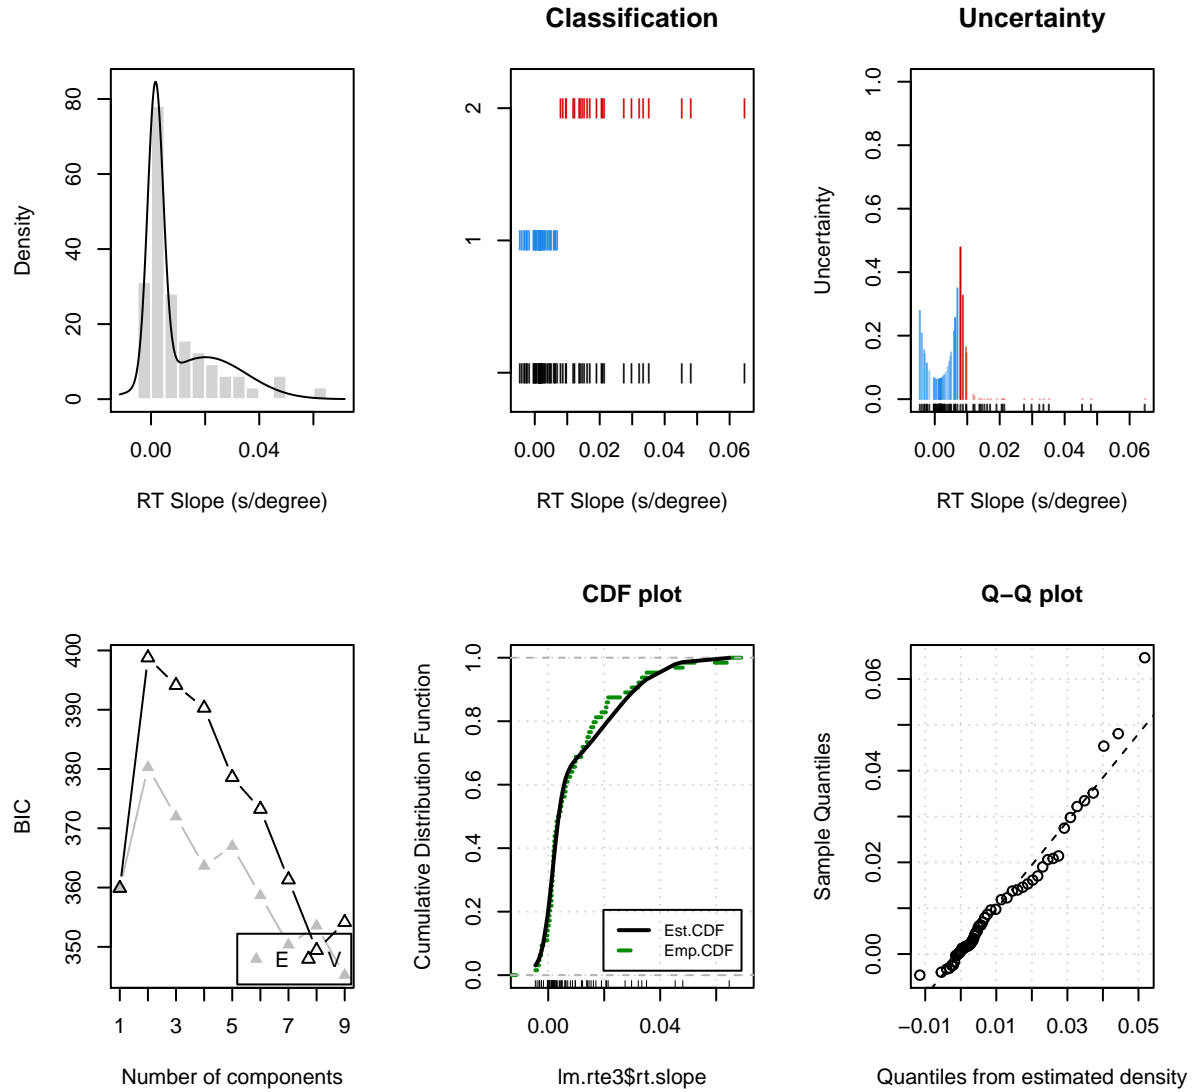 Classification
Uncertainty
Density
0
20
40
60
80
0.00
0.04
RT Slope (s/degree)
1
2
0.00
0.02
0.04
0.06
RT Slope (s/degree)
Uncertainty
0.0
0.2
0.4
0.6
0.8
1.0
0.00
0.02
0.04
0.06
RT Slope (s/degree)
BIC
350
360
370
380
390
400
1
3
5
7
9
E
V
Number of components
CDF plot
Cumulative Distribution Function
0.0
0.2
0.4
0.6
0.8
1.0
Est.CDF
Emp.CDF
0.00
0.04
lm.rte3$rt.slope
Q−Q plot
Sample Quantiles
0.00
0.02
0.04
0.06
−0.01
0.01
0.03
0.05
Quantiles from estimated density